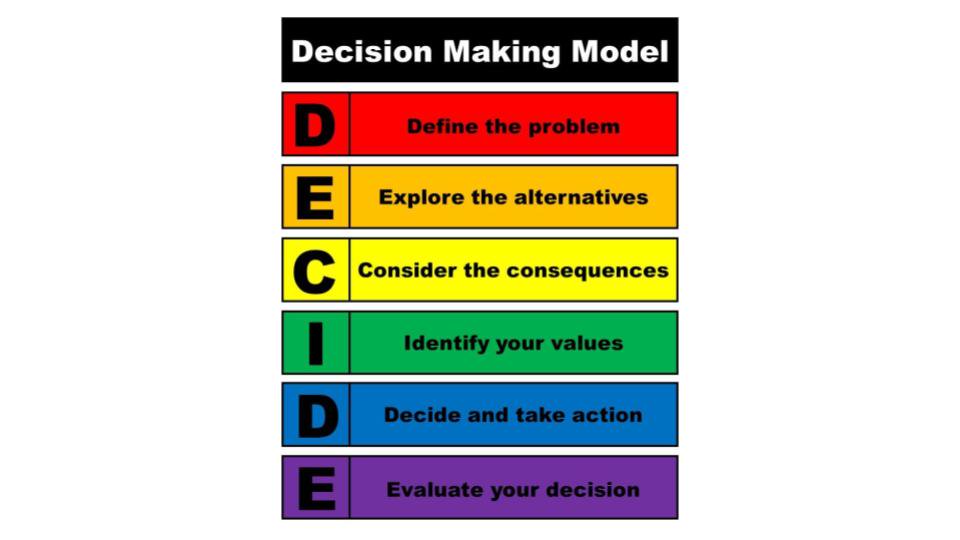 Decision Making Model
D Define the problem
E Explore the alternatives
C Consider the consequences
I Identify your values
D Decide and take action
E Evaluate your decision